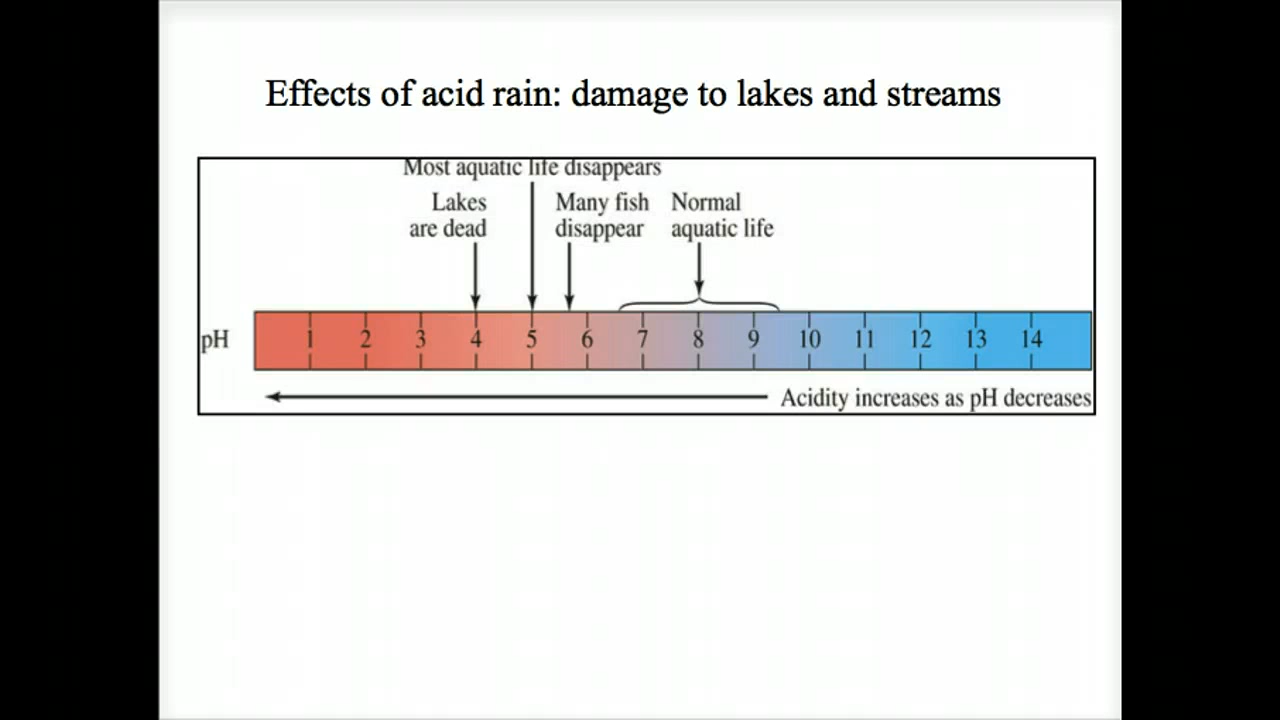 Effects of acid rain: damage to lakes and streams
Most aquatic life disappears
Lakes
are dead
Many fish
disappear
Normal
aquatic life
pH
1 2 3 4 5 6 7 8 9 10 11 12 13 14
Acidity increases as pH decreases